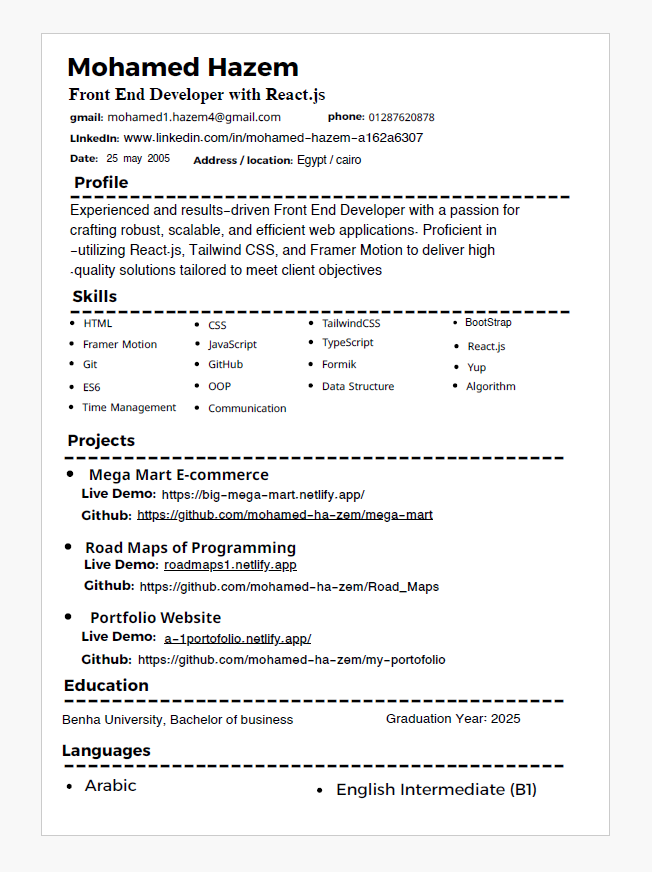 Mohamed Hazem
Front End Developer with React.js
gmail: mohamed1.hazem4@gmail.com phone: 01287620878
LInkedIn: www.linkedin.com/in/mohamed-hazem-a162a6307
Date: 25 may 2005 Address / location: Egypt / cairo
Profile
Experienced and results-driven Front End Developer with a passion for
crafting robust, scalable, and efficient web applications. Proficient in
-utilizing React.js, Tailwind CSS, and Framer Motion to deliver high
.quality solutions tailored to meet client objectives
Skills
• HTML • CSS • TailwindCSS • BootStrap
• Framer Motion • JavaScript • TypeScript • React.js
• Git • GitHub • Formik • Yup
• ES6 • OOP • Data Structure • Algorithm
• Time Management • Communication
Projects
• Mega Mart E-commerce
Live Demo: https://big-mega-mart.netlify.app/
Github: https://github.com/mohamed-ha-zem/mega-mart
• Road Maps of Programming
Live Demo: roadmaps1.netlify.app
Github: https://github.com/mohamed-ha-zem/Road_Maps
• Portfolio Website
Live Demo: a-1portofolio.netlify.app/
Github: https://github.com/mohamed-ha-zem/my-portofolio
Education
Benha University, Bachelor of business Graduation Year: 2025
Languages
• Arabic • English Intermediate (B1)